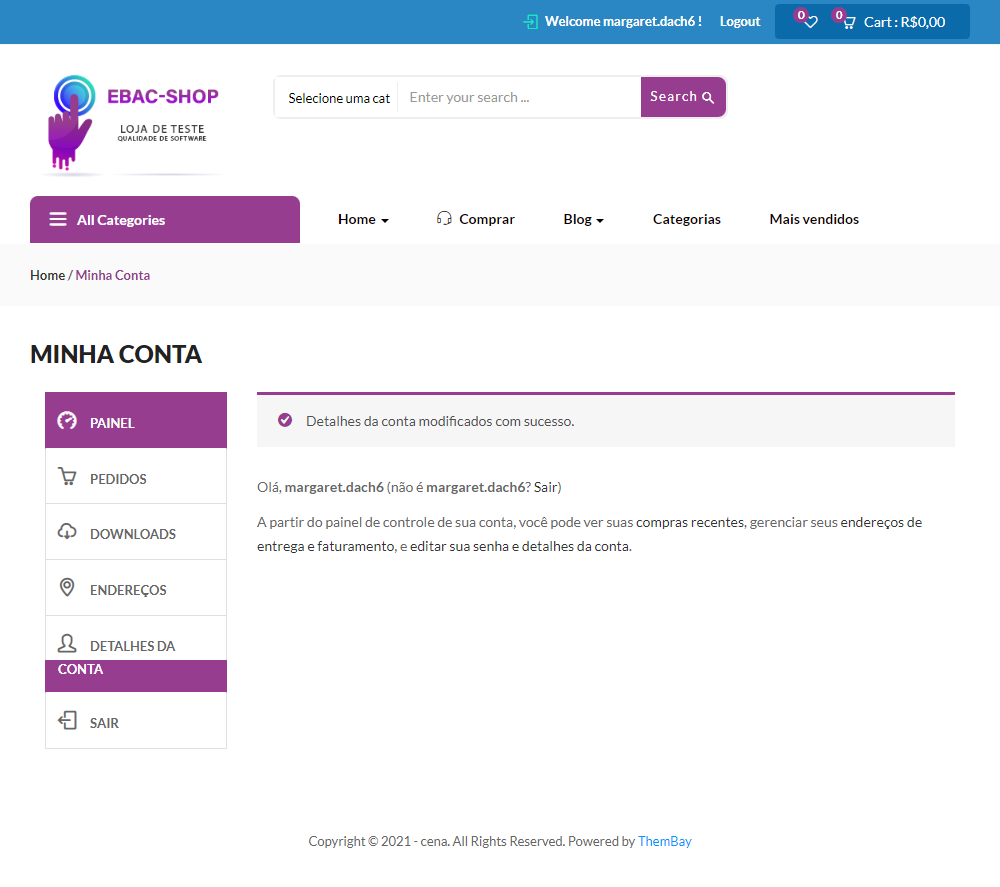 Welcome margaret.dach6 ! Logout 0 0 Cart : R$0,00
EBAC-SHOP
LOJA DE TESTE
QUALIDADE DE SOFTWARE
Selecione uma cat Enter your search ... Search
All Categories Home Comprar Blog Categorias Mais vendidos
Home / Minha Conta
MINHA CONTA
PAINEL
PEDIDOS
DOWNLOADS
ENDEREÇOS
DETALHES DA
CONTA
SAIR
Detalhes da conta modificados com sucesso.
Olá, margaret.dach6 (não é margaret.dach6? Sair)
A partir do painel de controle de sua conta, você pode ver suas compras recentes, gerenciar seus endereços de
entrega e faturamento, e editar sua senha e detalhes da conta.
Copyright © 2021 - cena. All Rights Reserved. Powered by ThemBay